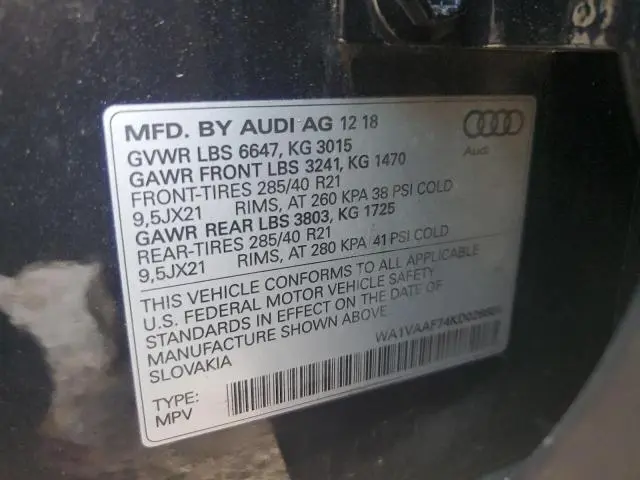 MFD. BY AUDI AG 12 18
GVWR LBS 6647, KG 3015
GAWR FRONT LBS 3241, KG 1470
FRONT-TIRES 285/40 R21
9,5JX21 RIMS, AT 260 KPA 38 PSI COLD
GAWR REAR LBS 3803, KG 1725
REAR-TIRES 285/40 R21
9,5JX21 RIMS, AT 280 KPA 41 PSI COLD
Audi
THIS VEHICLE CONFORMS TO ALL APPLICABLE
U.S. FEDERAL MOTOR VEHICLE SAFETY
STANDARDS IN EFFECT ON THE DATE OF
MANUFACTURE SHOWN ABOVE
SLOVAKIA
TYPE:
MPV